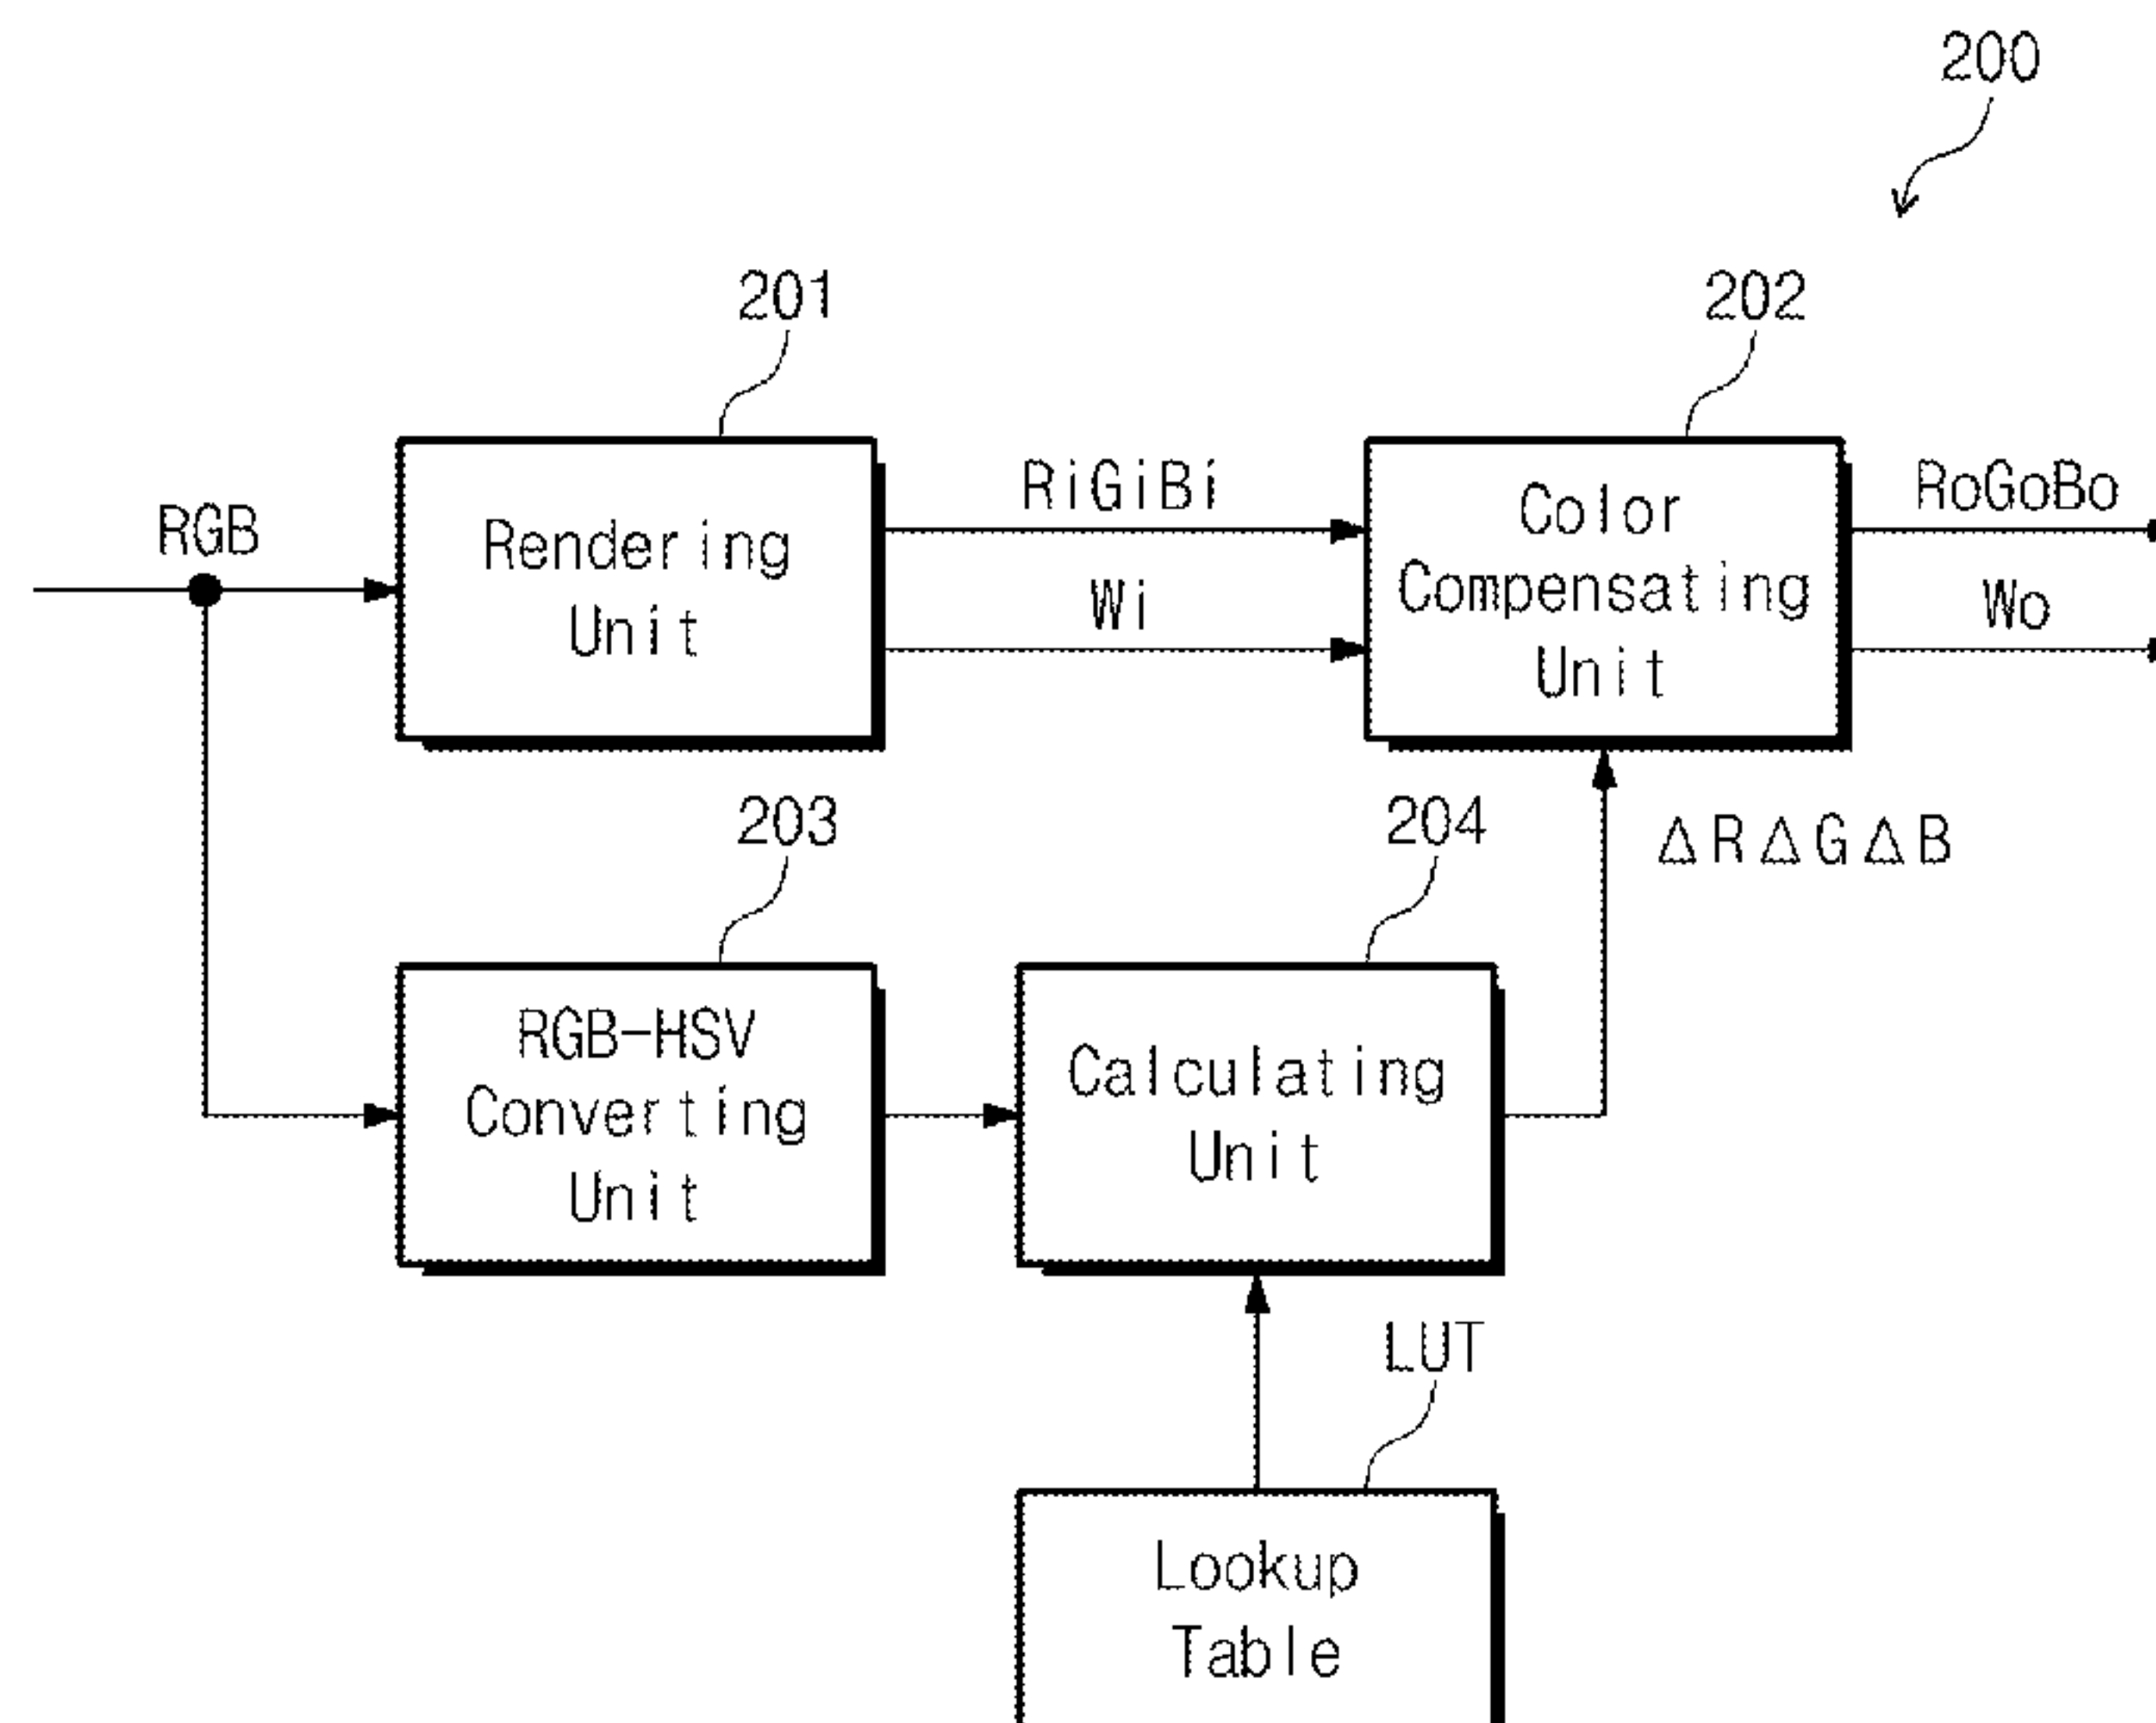 200
201
202
RGB
Rendering
Unit
RiGiBi
Wi
Color
Compensating
Unit
RoGoBo
Wo
203
204
ΔRΔGΔB
RGB-HSV
Converting
Unit
Calculating
Unit
LUT
Lookup
Table